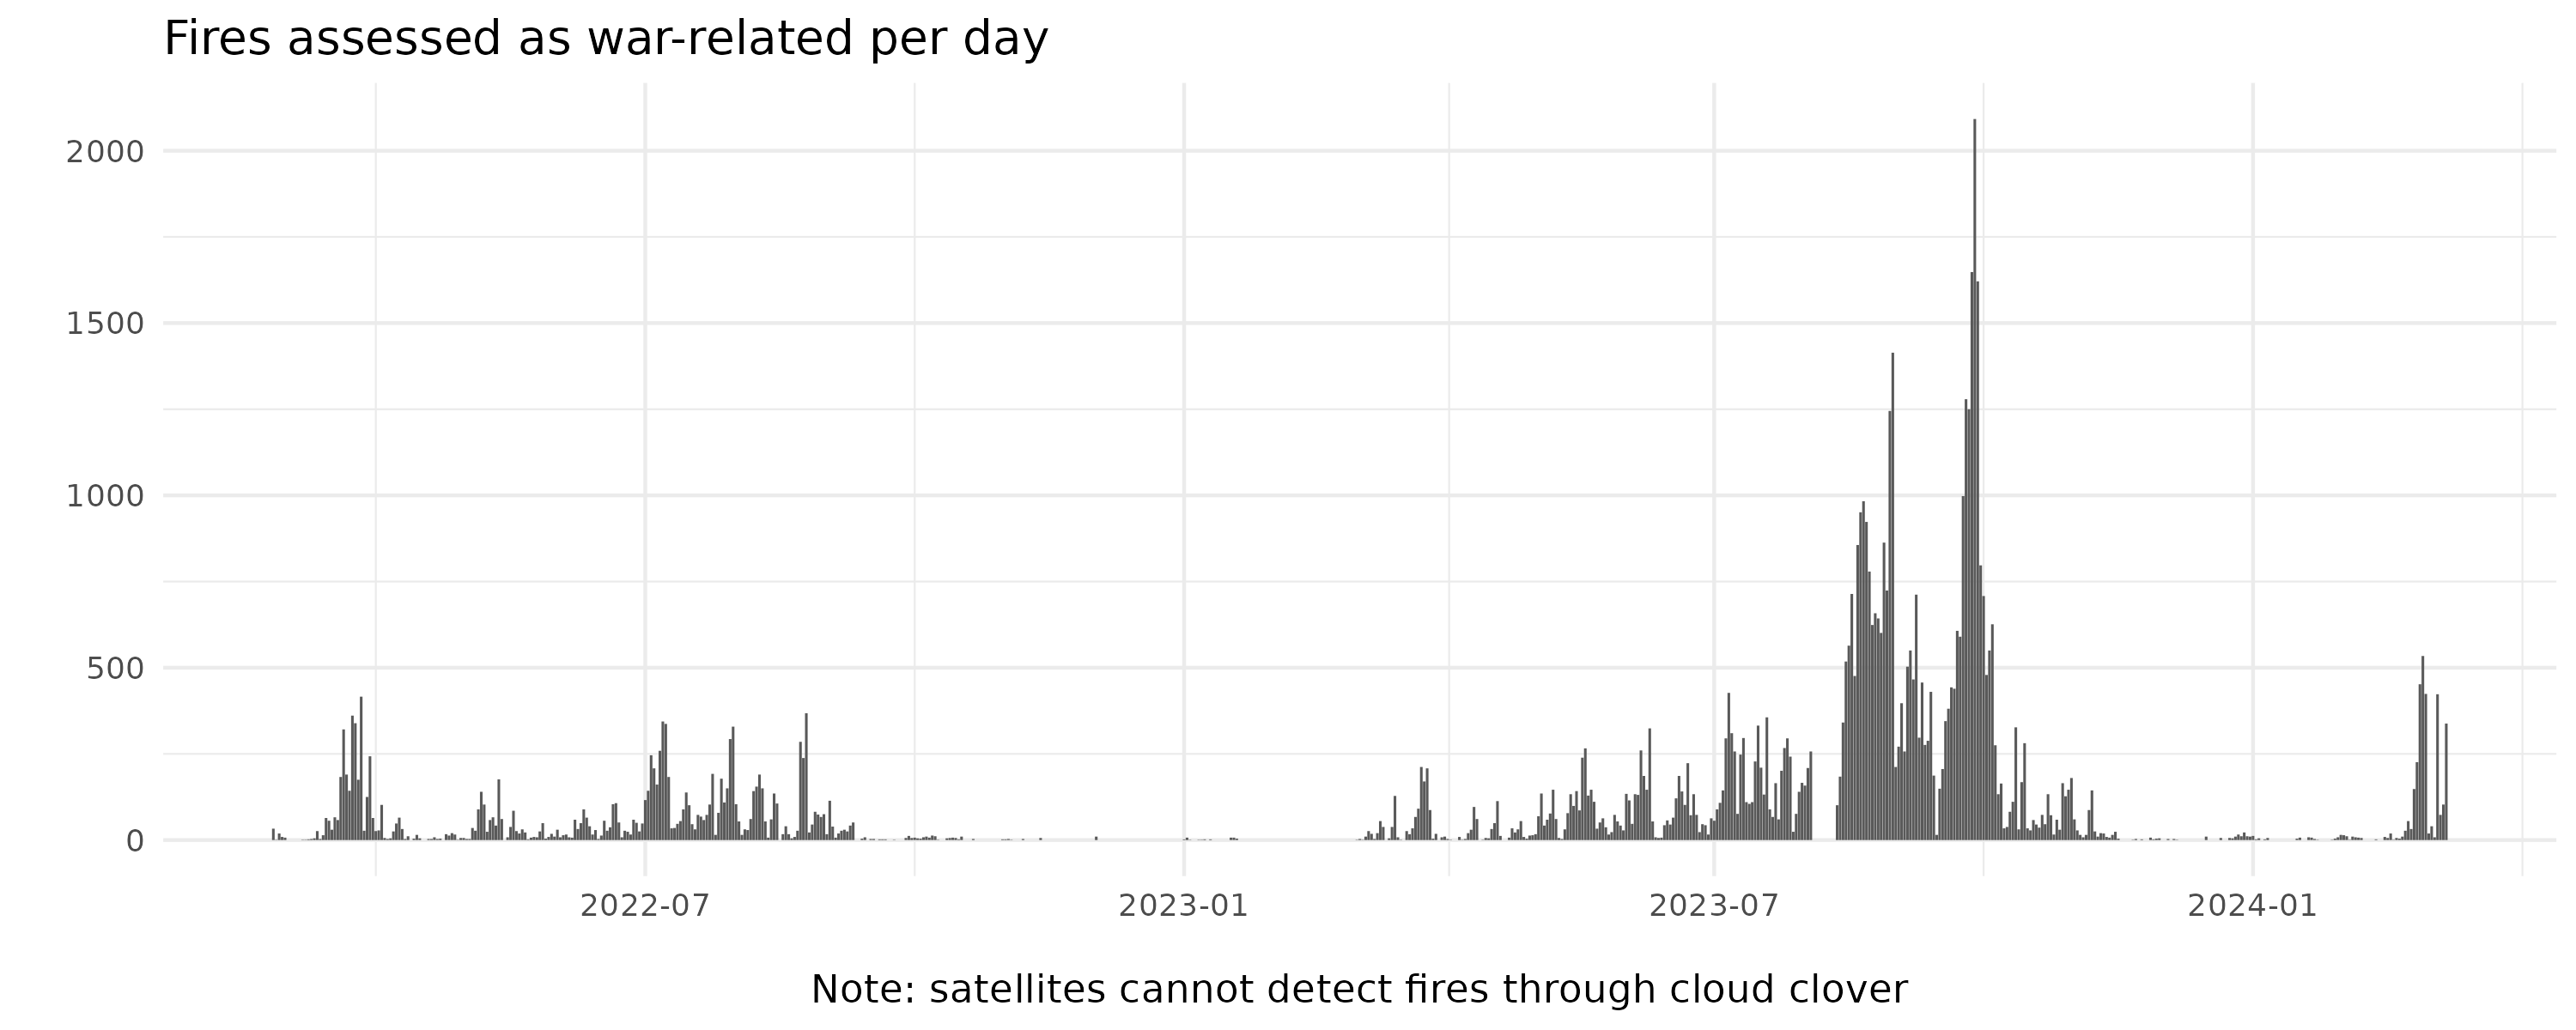 Fires assessed as war-related per day
2000
1500
1000
500
0
2022-07 2023-01 2023-07 2024-01
Note: satellites cannot detect fires through cloud clover